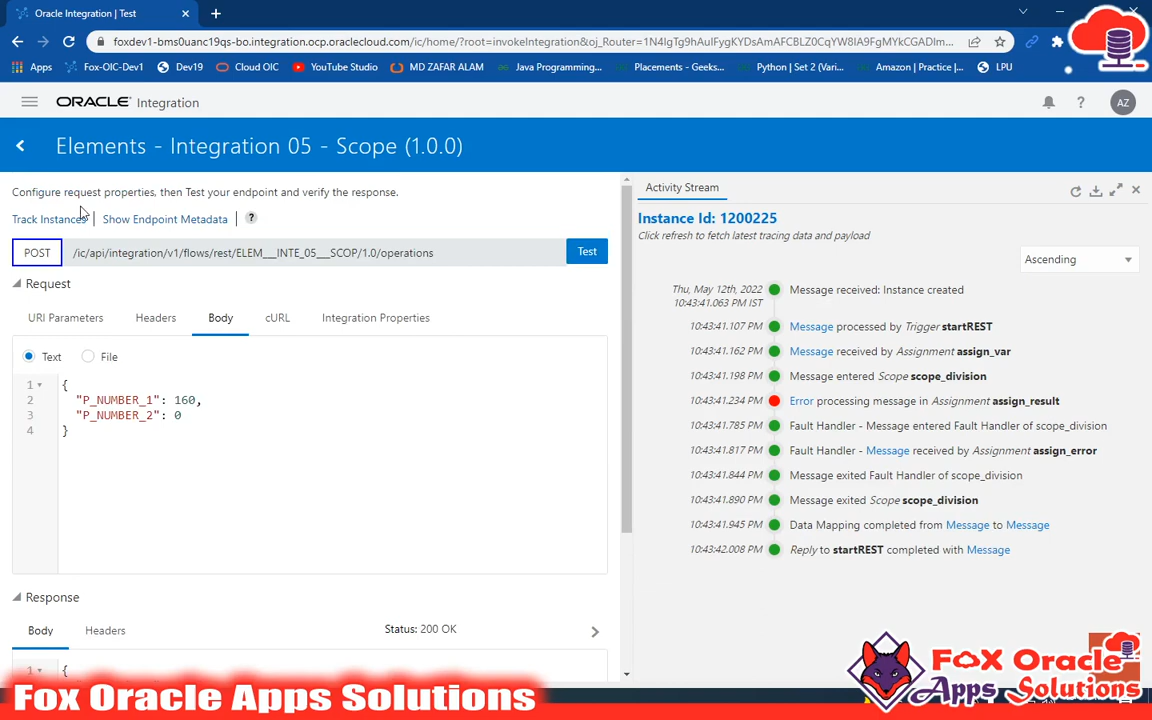 Oracle Integration | Test
foxdev1-bms0uanc19qs-bo.integration.ocp.oraclecloud.com/ic/home/?root=invokeIntegration&oj_Router=1N4IgTg9hAulFygKYDsAmAFCBLZ0CqYW8IA9FgMYkCGADlm...
Apps Fox-OIC-Dev1 Dev19 Cloud OIC YouTube Studio MD ZAFAR ALAM Java Programming... Placements - Geeks... Python | Set 2 (Vari... Amazon | Practice |... LPU
ORACLE Integration
? AZ
Elements - Integration 05 - Scope (1.0.0)
Configure request properties, then Test your endpoint and verify the response.
Track Instances | Show Endpoint Metadata | ?
POST /ic/api/integration/v1/flows/rest/ELEM___INTE_05___SCOP/1.0/operations Test
Request
URI Parameters Headers Body cURL Integration Properties
Text File
1 {
2 "P_NUMBER_1": 160,
3 "P_NUMBER_2": 0
4 }
Response
Body Headers Status: 200 OK
1 {
Activity Stream
Instance Id: 1200225
Click refresh to fetch latest tracing data and payload
Ascending
Thu, May 12th, 2022
10:43:41.063 PM IST Message received: Instance created
10:43:41.107 PM Message processed by Trigger startREST
10:43:41.162 PM Message received by Assignment assign_var
10:43:41.198 PM Message entered Scope scope_division
10:43:41.234 PM Error processing message in Assignment assign_result
10:43:41.785 PM Fault Handler - Message entered Fault Handler of scope_division
10:43:41.817 PM Fault Handler - Message received by Assignment assign_error
10:43:41.844 PM Message exited Fault Handler of scope_division
10:43:41.890 PM Message exited Scope scope_division
10:43:41.945 PM Data Mapping completed from Message to Message
10:43:42.008 PM Reply to startREST completed with Message
FOX Oracle
Apps Solutions
Fox Oracle Apps Solutions